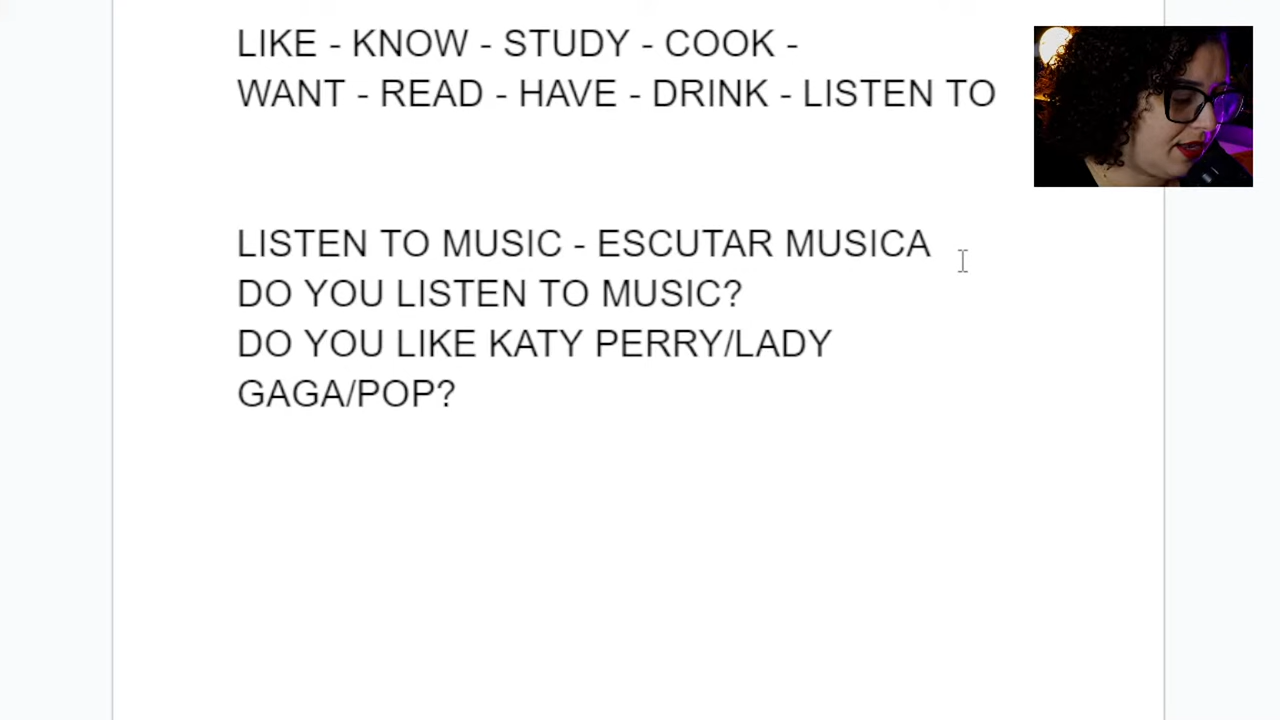 LIKE - KNOW - STUDY - COOK -
WANT - READ - HAVE - DRINK - LISTEN TO
LISTEN TO MUSIC - ESCUTAR MUSICA
DO YOU LISTEN TO MUSIC?
DO YOU LIKE KATY PERRY/LADY
GAGA/POP?